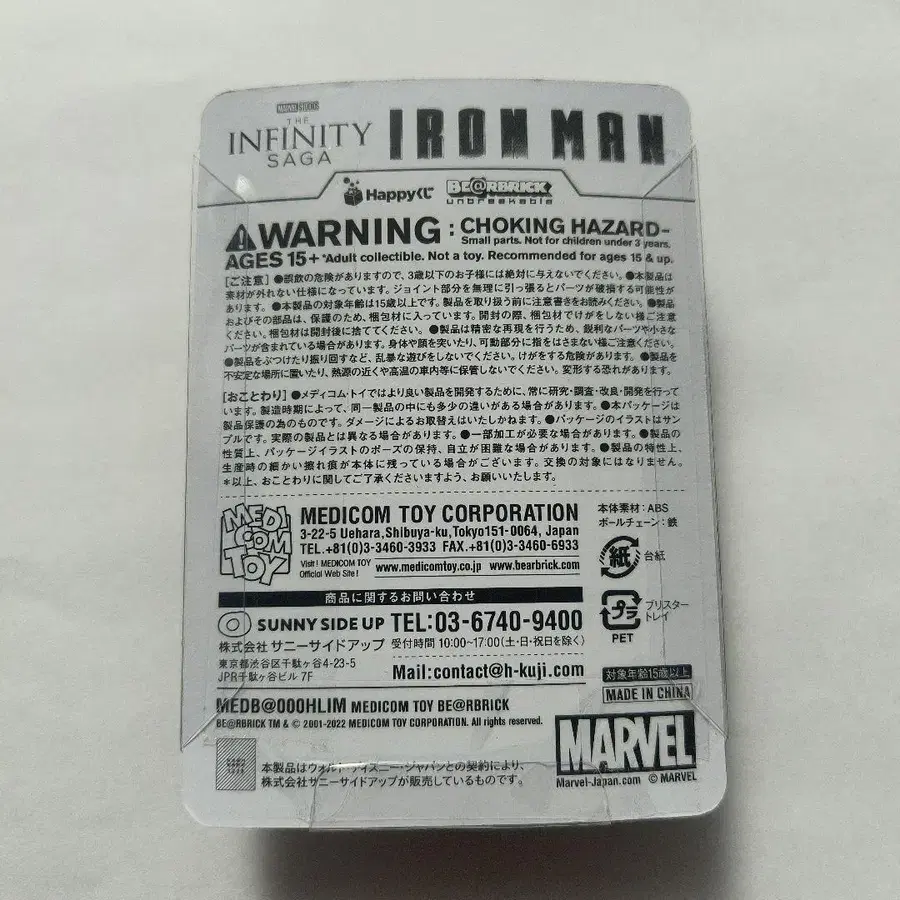 MARVEL STUDIOS
THE
INFINITY
SAGA
IRON MAN
Happyくじ
BE@RBRICK
unbreakable
WARNING : CHOKING HAZARD-
Small parts. Not for children under 3 years.
AGES 15+ *Adult collectible. Not a toy. Recommended for ages 15 & up.
[ご注意] ●誤飲の危険がありますので、3歳以下のお子様には絶対に与えないでください。●本製品は
素材が外れない仕様になっています。ジョイント部分を無理に引っ張るとパーツが破損する可能性が
あります。●本製品の対象年齢は15歳以上です。製品を取り扱う前に注意書きをお読みください。●製品
およびその部品は、保護のため、梱包材に入っています。開封の際、梱包材でけがをしない様ご注意
ください。梱包材は開封後に捨ててください。●製品は精密な再現を行うため、鋭利なパーツや小さな
パーツが含まれている場合があります。身体や顔を突いたり、可動部分に指をはさまない様ご注意ください。
●製品をぶつけたり振り回すなど、乱暴な遊びをしないでください。けがをする危険があります。●製品を
不安定な場所に置いたり、熱源の近くや高温の車内等に保管しないでください。変形する恐れがあります。
[おことわり] ●メディコム・トイではより良い製品を開発するために、常に研究・調査・改良・開発を行って
います。製造時期によって、同一製品の中にも多少の違いがある場合があります。●本パッケージは
製品保護の為のものです。ダメージによるお取替えはいたしかねます。●パッケージのイラストはサン
プルです。実際の製品とは異なる場合があります。●一部加工が必要な場合があります。●製品の
性質上、パッケージイラストのポーズの保持、自立が困難な場合があります。●製品の特性上、
生産時の細かい擦れ痕が本体に残っている場合がございます。交換の対象にはなりません。
*以上、おことわりに関してご了承くださいますよう、お願いいたします。
MEDI
COM
TOY
MEDICOM TOY CORPORATION
3-22-5 Uehara,Shibuya-ku,Tokyo151-0064, Japan
TEL.+81(0)3-3460-3933 FAX.+81(0)3-3460-6933
Visit! MEDICOM TOY
Official Web Site!
www.medicomtoy.co.jp www.bearbrick.com
本体素材:ABS
ボールチェーン:鉄
紙 台紙
プラ ブリスター
トレイ
PET
商品に関するお問い合わせ
SUNNY SIDE UP TEL:03-6740-9400
株式会社 サニーサイドアップ 受付時間 10:00~17:00(土・日・祝日を除く)
東京都渋谷区千駄ヶ谷4-23-5
JPR千駄ヶ谷ビル 7F
Mail:contact@h-kuji.com
対象年齢15歳以上
MADE IN CHINA
MEDB@000HLIM MEDICOM TOY BE@RBRICK
BE@RBRICK TM & © 2001-2022 MEDICOM TOY CORPORATION. All rights reserved.
MARVEL
Marvel-Japan.com © MARVEL
本製品はウォルト・ディズニー・ジャパンとの契約により、
株式会社サニーサイドアップが販売しているものです。